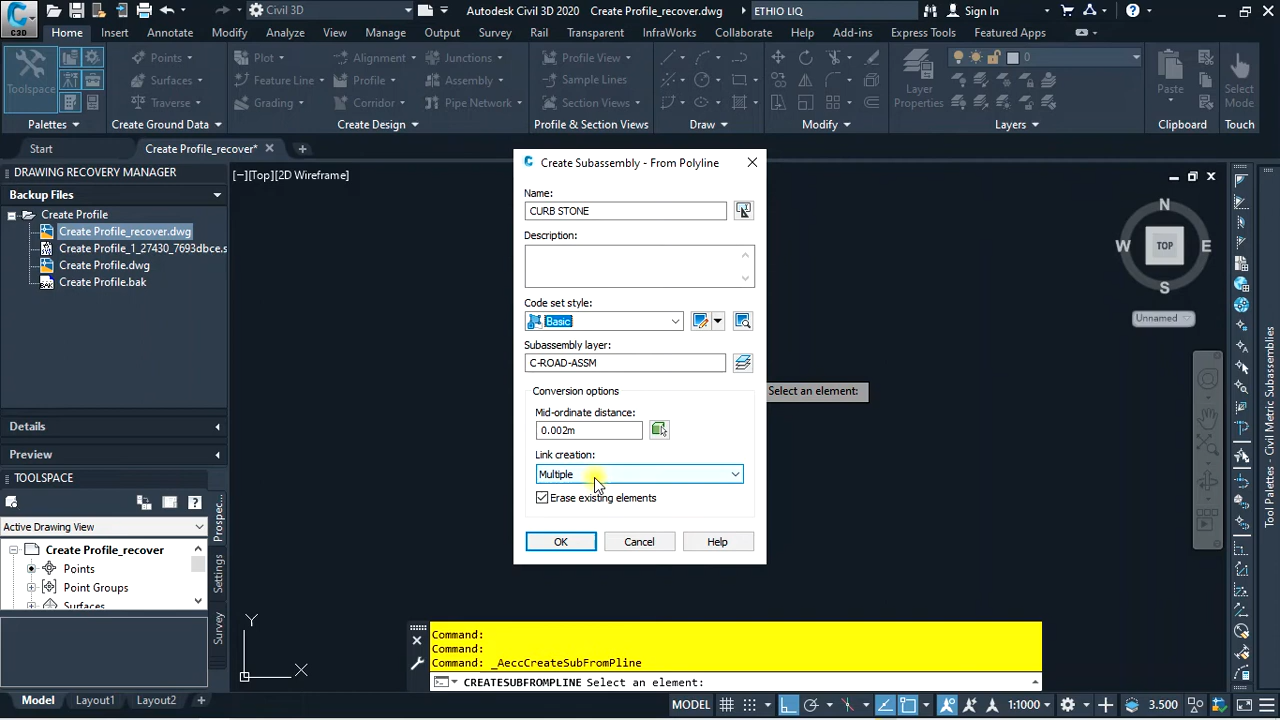 Civil 3D
Autodesk Civil 3D 2020 Create Profile_recover.dwg
ETHIO LIQ
Sign In
C3D
Home Insert Annotate Modify Analyze View Manage Output Survey Rail Transparent InfraWorks Collaborate Help Add-ins Express Tools Featured Apps
Points Plot Alignment Junctions Profile View 0
Surfaces Feature Line Profile Assembly Sample Lines
Traverse Grading Corridor Pipe Network Section Views
Toolspace
Layer
Properties
Paste
Select
Mode
Palettes Create Ground Data Create Design Profile & Section Views Draw Modify Layers Clipboard Touch
Start Create Profile_recover*
DRAWING RECOVERY MANAGER
Backup Files
Create Profile
Create Profile_recover.dwg
Create Profile_1_27430_7693dbce.s
Create Profile.dwg
Create Profile.bak
Details
Preview
TOOLSPACE
Active Drawing View
Create Profile_recover
Points
Point Groups
Surfaces
Prospec...
Settings
Survey
[−][Top][2D Wireframe]
Create Subassembly - From Polyline
Name:
CURB STONE
Description:
Code set style:
Basic
Subassembly layer:
C-ROAD-ASSM
Conversion options
Mid-ordinate distance:
0.002m
Link creation:
Multiple
Erase existing elements
OK Cancel Help
Select an element:
N
W TOP E
S
Unnamed
Tool Palettes - Civil Metric Subassemblies
Y
X
Command:
Command:
Command: _AeccCreateSubFromPline
CREATESUBFROMPLINE Select an element:
Model Layout1 Layout2 +
MODEL 1:1000 3.500